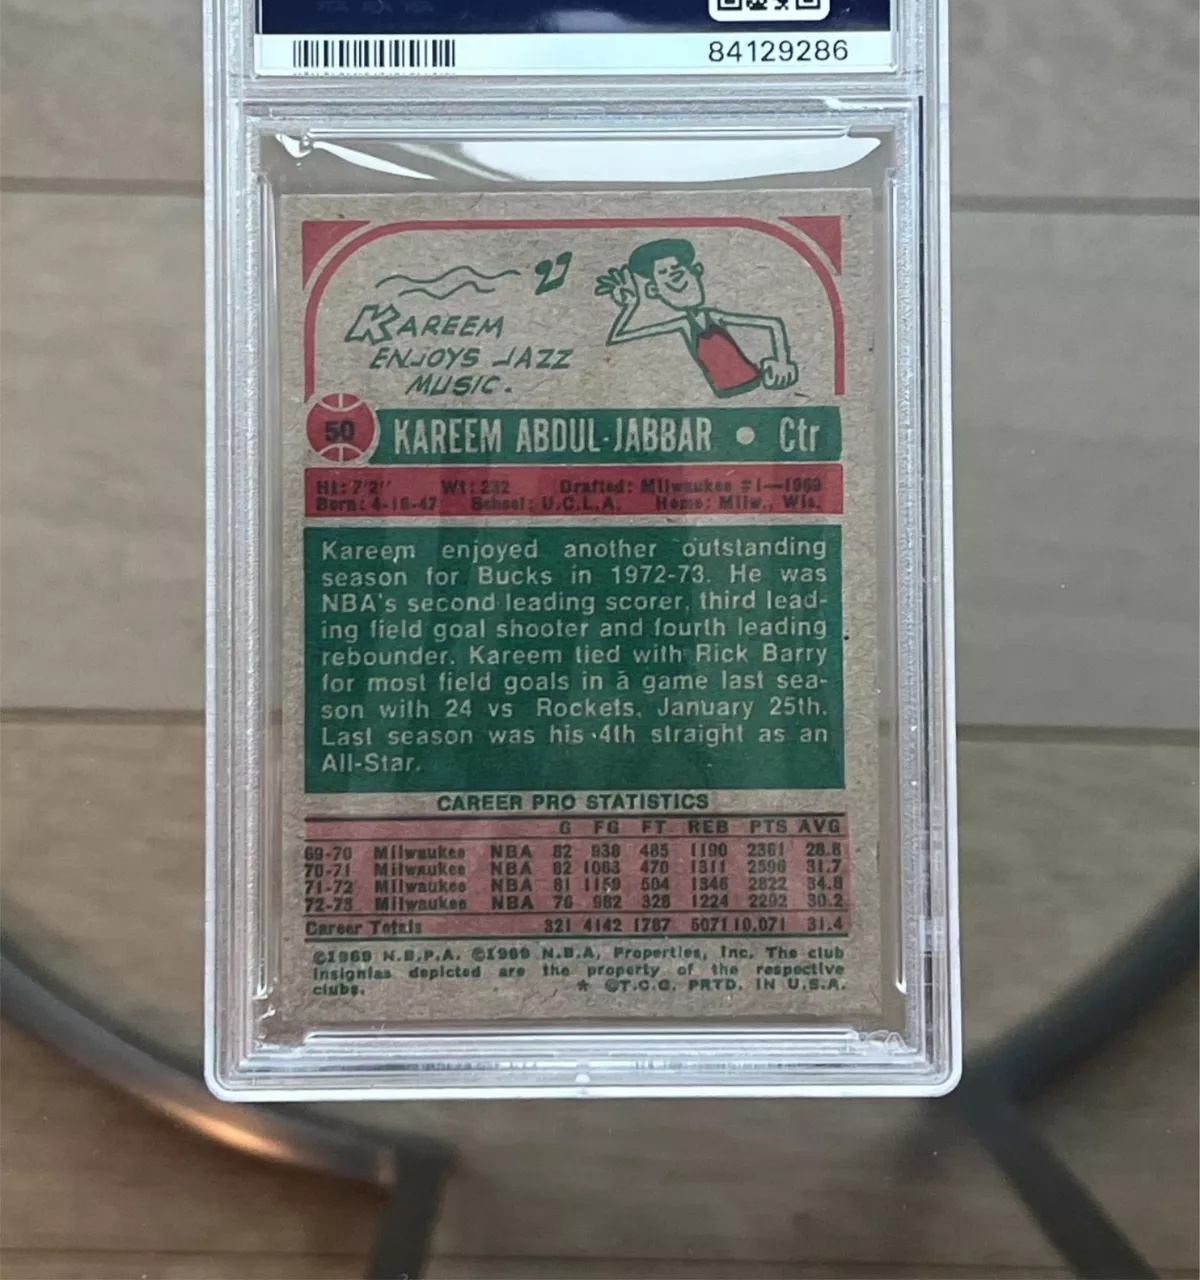 84129286
KAREEM
ENJOYS JAZZ
MUSIC.
50 KAREEM ABDUL-JABBAR • Ctr
Ht: 7'2" Wt: 232 Drafted: Milwaukee #1—1969
Born: 4-16-47 School: U.C.L.A. Home: Milw., Wis.
Kareem enjoyed another outstanding
season for Bucks in 1972-73. He was
NBA's second leading scorer, third lead-
ing field goal shooter and fourth leading
rebounder. Kareem tied with Rick Barry
for most field goals in a game last sea-
son with 24 vs Rockets, January 25th.
Last season was his 4th straight as an
All-Star.
CAREER PRO STATISTICS
G FG FT REB PTS AVG
69-70 Milwaukee NBA 82 938 485 1190 2361 28.8
70-71 Milwaukee NBA 82 1063 470 1311 2596 31.7
71-72 Milwaukee NBA 81 1159 504 1346 2822 34.8
72-73 Milwaukee NBA 76 982 328 1224 2292 30.2
Career Totals 321 4142 1787 5071 10,071 31.4
©1969 N.B.P.A. ©1969 N.B.A. Properties, Inc. The club
insignias depicted are the property of the respective
clubs. * ©T.C.G. PRTD. IN U.S.A.